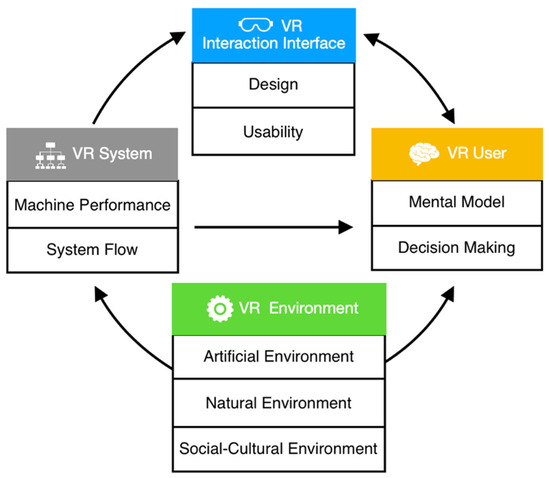 VR
Interaction Interface
Design
Usability
VR System
Machine Performance
System Flow
VR User
Mental Model
Decision Making
VR Environment
Artificial Environment
Natural Environment
Social-Cultural Environment